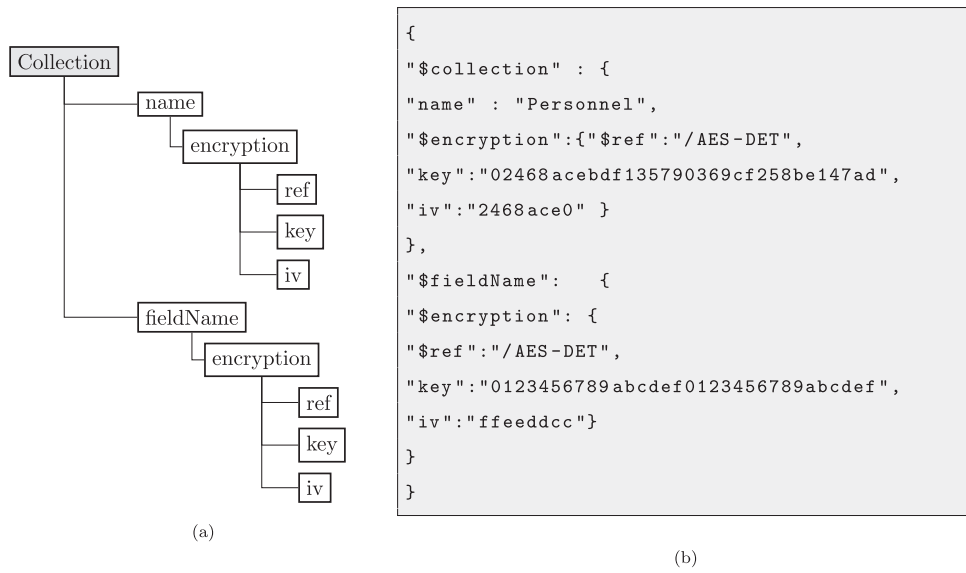 Collection
name
encryption
ref
key
iv
fieldName
encryption
ref
key
iv
(a)
{
"$collection" : {
"name" : "Personnel",
"$encryption":{"$ref":"/AES-DET",
"key":"02468acebdf135790369cf258be147ad",
"iv":"2468ace0" }
},
"$fieldName": {
"$encryption": {
"$ref":"/AES-DET",
"key":"0123456789abcdef0123456789abcdef",
"iv":"ffeeddcc"}
}
}
(b)